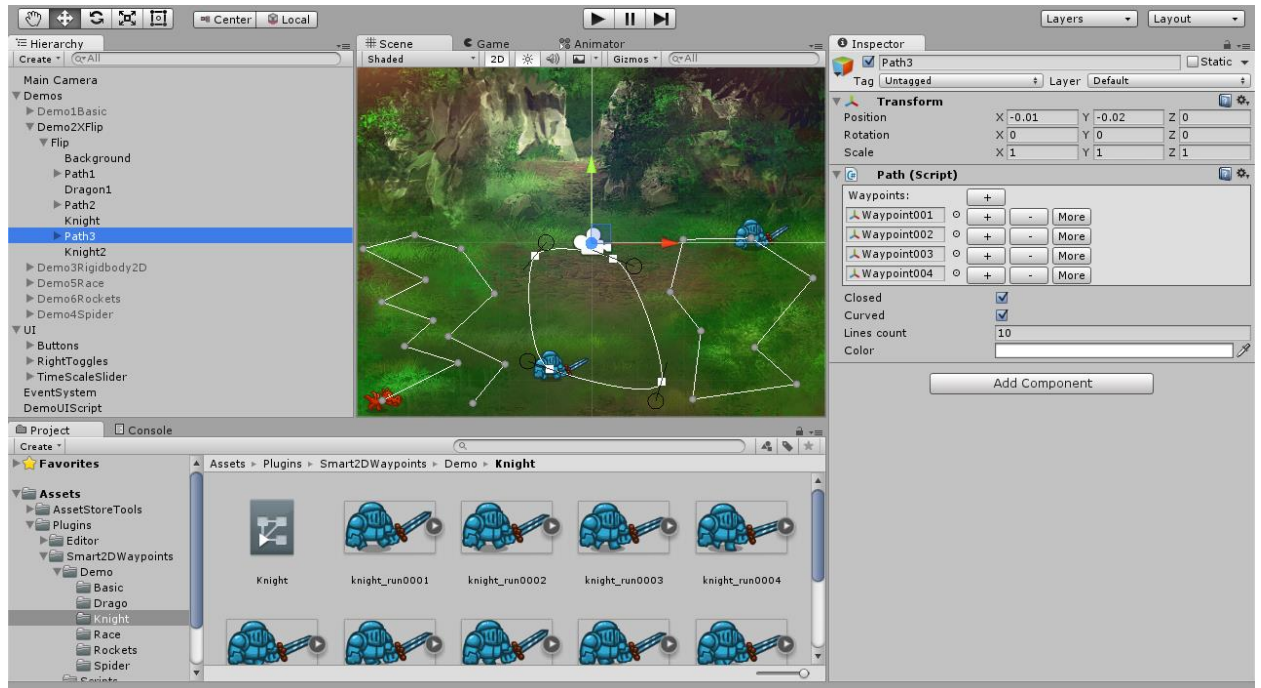 Center Local
Layers Layout
Hierarchy
Create All
Main Camera
Demos
Demo1Basic
Demo2XFlip
Flip
Background
Path1
Dragon1
Path2
Knight
Path3
Knight2
Demo3Rigidbody2D
Demo5Race
Demo6Rockets
Demo4Spider
UI
Buttons
RightToggles
TimeScaleSlider
EventSystem
DemoUIScript
Scene Game Animator
Shaded 2D Gizmos All
Inspector
Path3 Static
Tag Untagged Layer Default
Transform
Position X -0.01 Y -0.02 Z 0
Rotation X 0 Y 0 Z 0
Scale X 1 Y 1 Z 1
Path (Script)
Waypoints: +
Waypoint001 + - More
Waypoint002 + - More
Waypoint003 + - More
Waypoint004 + - More
Closed
Curved
Lines count 10
Color
Add Component
Project Console
Create
Favorites
Assets
AssetStoreTools
Plugins
Editor
Smart2DWaypoints
Demo
Basic
Drago
Knight
Race
Rockets
Spider
Scripts
Assets Plugins Smart2DWaypoints Demo Knight
Knight knight_run0001 knight_run0002 knight_run0003 knight_run0004